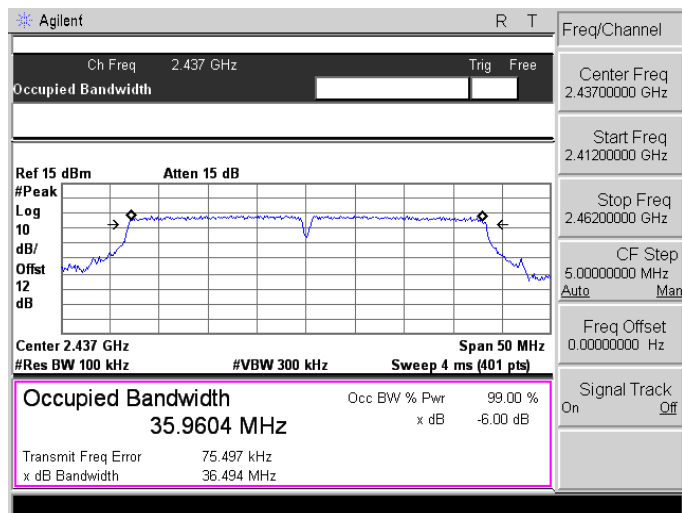 Agilent R T
Freq/Channel
Ch Freq 2.437 GHz Trig Free
Occupied Bandwidth
Center Freq
2.43700000 GHz
Start Freq
2.41200000 GHz
Stop Freq
2.46200000 GHz
CF Step
5.00000000 MHz
Auto Man
Freq Offset
0.00000000 Hz
Signal Track
On Off
Ref 15 dBm Atten 15 dB
#Peak
Log
10
dB/
Offst
12
dB
Center 2.437 GHz Span 50 MHz
#Res BW 100 kHz #VBW 300 kHz Sweep 4 ms (401 pts)
Occupied Bandwidth
35.9604 MHz
Occ BW % Pwr 99.00 %
x dB -6.00 dB
Transmit Freq Error 75.497 kHz
x dB Bandwidth 36.494 MHz